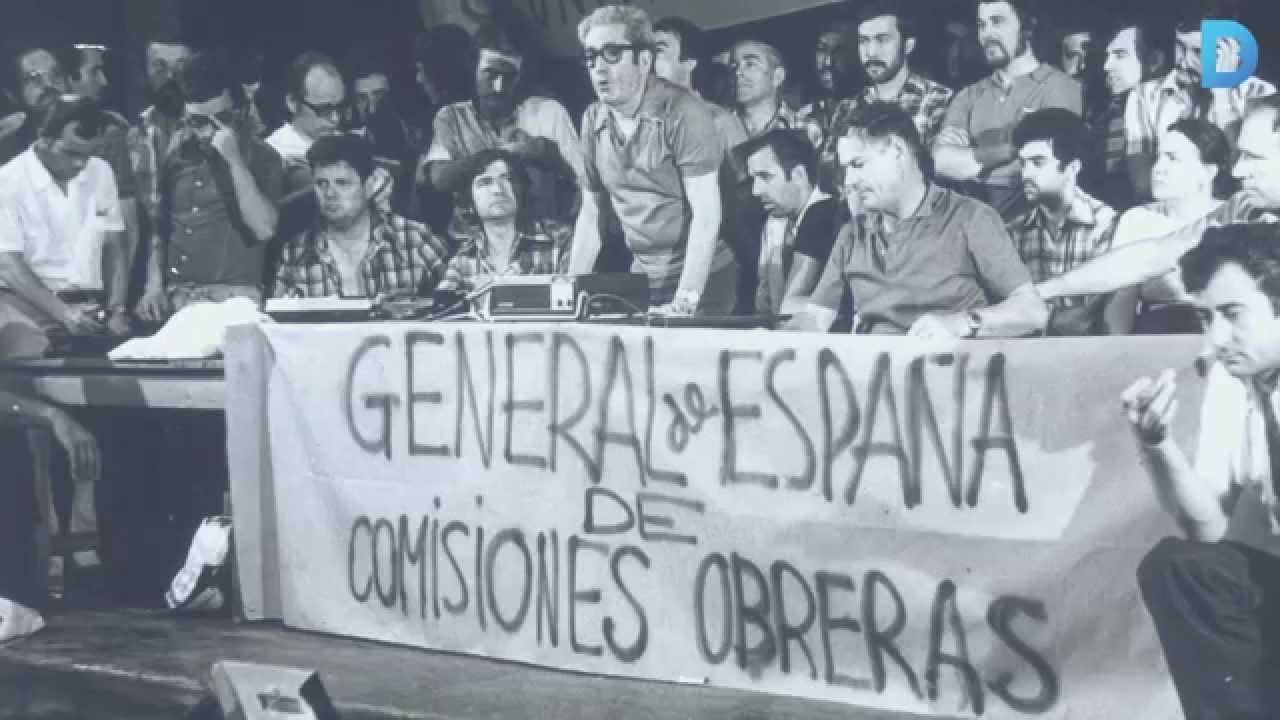 GENERAL de ESPAÑA
DE
COMISIONES OBRERAS